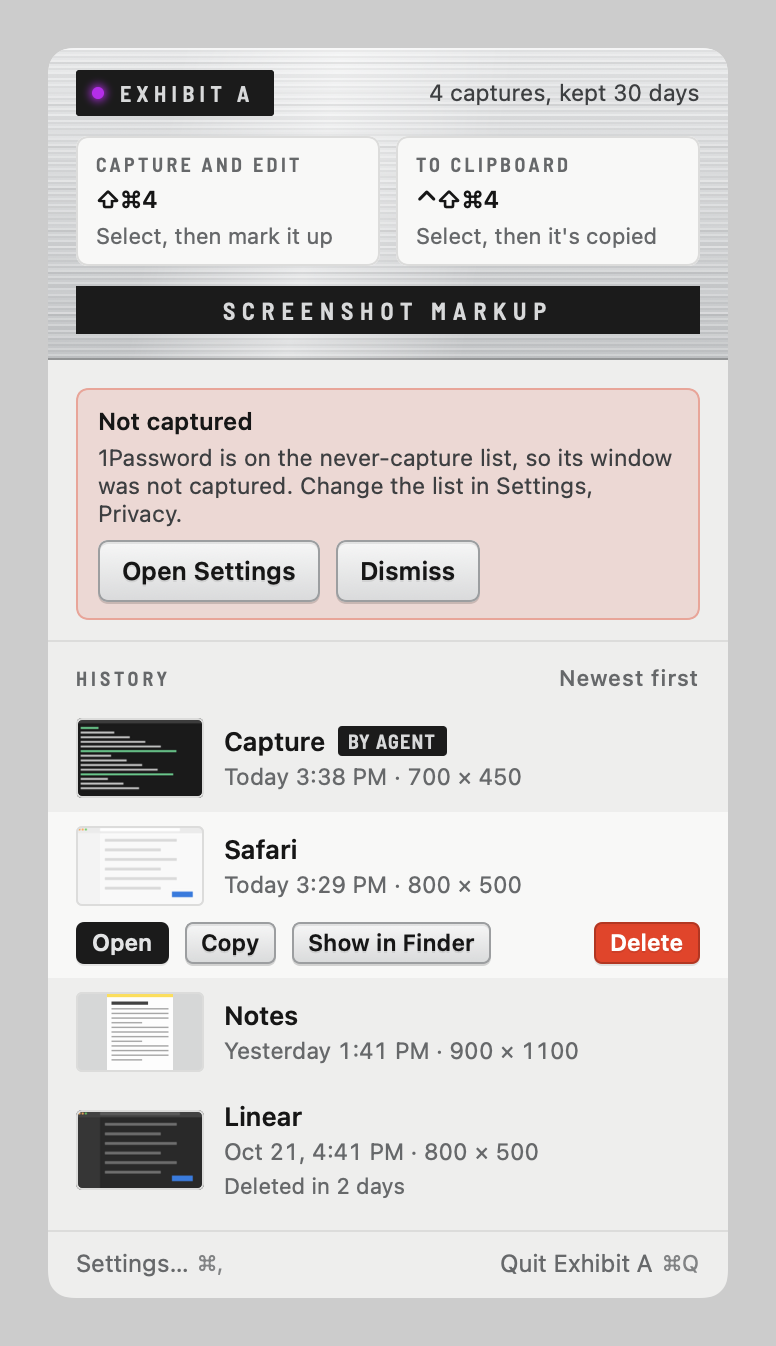 EXHIBIT A
4 captures, kept 30 days
CAPTURE AND EDIT
⇧⌘4
Select, then mark it up
TO CLIPBOARD
⌃⇧⌘4
Select, then it's copied
SCREENSHOT MARKUP
Not captured
1Password is on the never-capture list, so its window
was not captured. Change the list in Settings,
Privacy.
Open Settings
Dismiss
HISTORY
Newest first
Capture BY AGENT
Today 3:38 PM · 700 × 450
Safari
Today 3:29 PM · 800 × 500
Open
Copy
Show in Finder
Delete
Notes
Yesterday 1:41 PM · 900 × 1100
Linear
Oct 21, 4:41 PM · 800 × 500
Deleted in 2 days
Settings... ⌘,
Quit Exhibit A ⌘Q